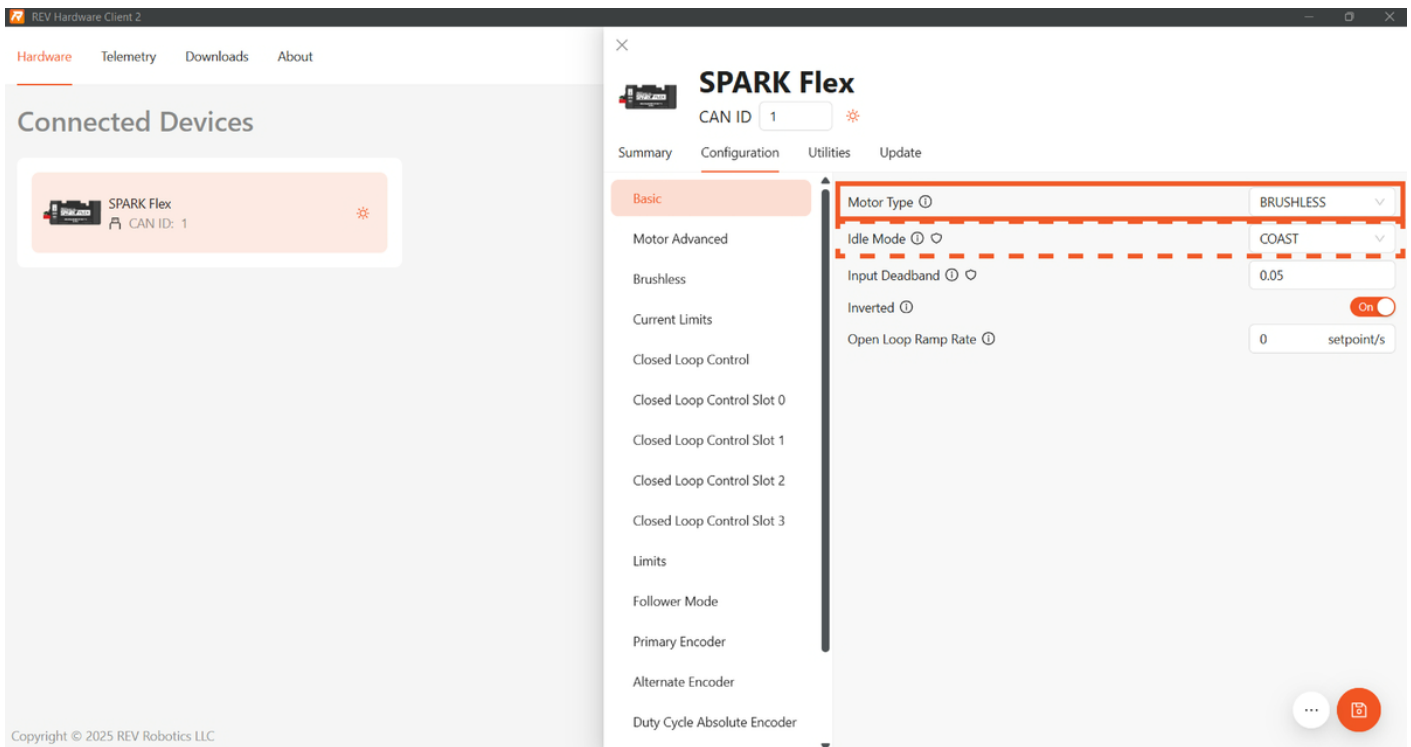 REV Hardware Client 2
Hardware Telemetry Downloads About
Connected Devices
SPARK Flex
CAN ID: 1
Copyright © 2025 REV Robotics LLC
SPARK Flex
CAN ID 1
Summary Configuration Utilities Update
Basic
Motor Advanced
Brushless
Current Limits
Closed Loop Control
Closed Loop Control Slot 0
Closed Loop Control Slot 1
Closed Loop Control Slot 2
Closed Loop Control Slot 3
Limits
Follower Mode
Primary Encoder
Alternate Encoder
Duty Cycle Absolute Encoder
Motor Type BRUSHLESS
Idle Mode COAST
Input Deadband 0.05
Inverted On
Open Loop Ramp Rate 0 setpoint/s